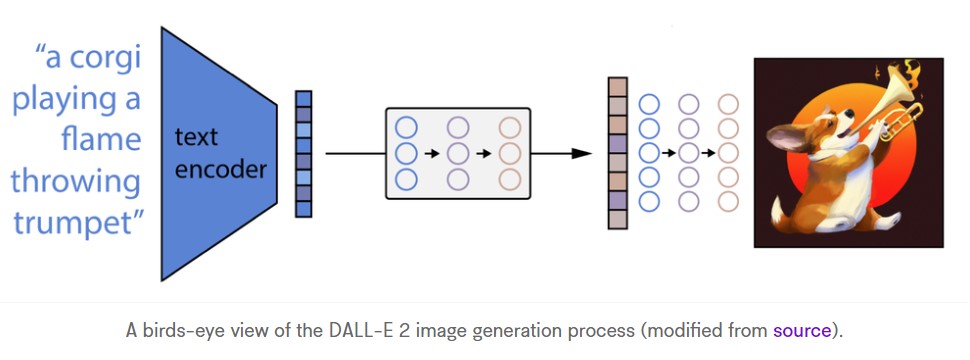 “a corgi
playing a
flame
throwing
trumpet”
text
encoder
A birds-eye view of the DALL-E 2 image generation process (modified from source).